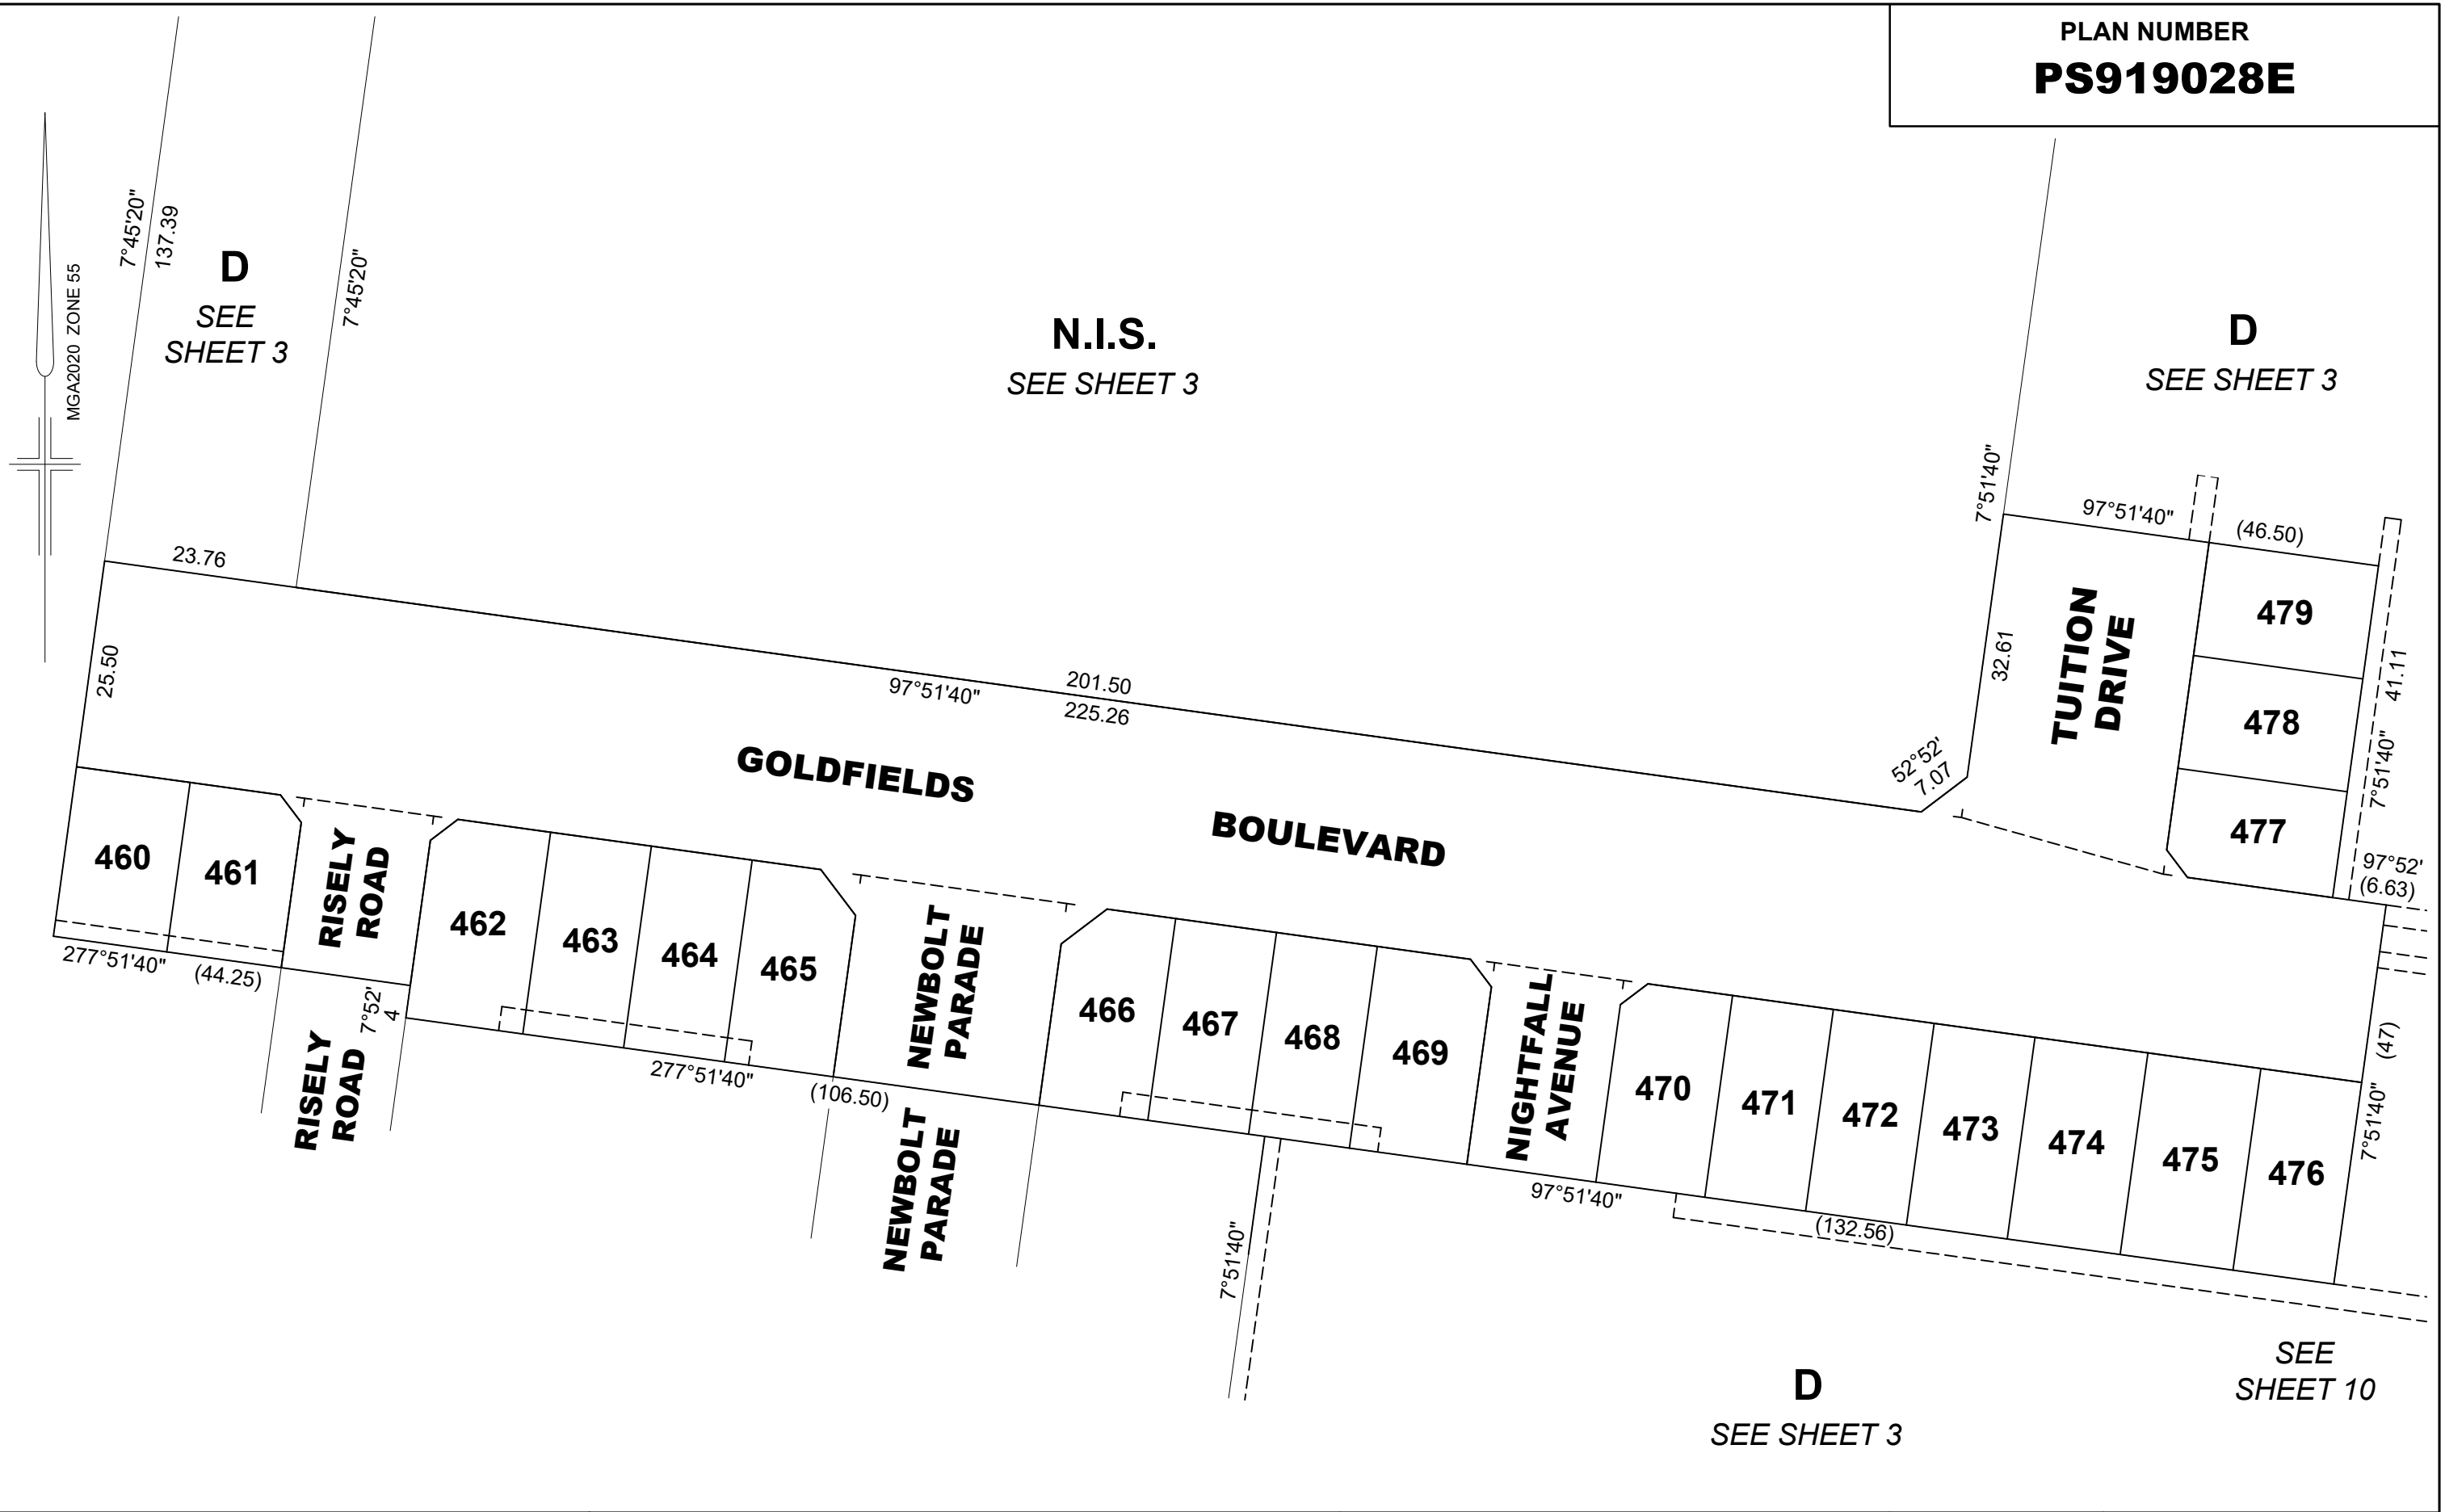 PLAN NUMBER
PS919028E
7°45'20"
137.39
D
SEE
SHEET 3
7°45'20"
MGA2020 ZONE 55
N.I.S.
SEE SHEET 3
D
SEE SHEET 3
7°51'40"
97°51'40"
(46.50)
23.76
25.50
201.50
97°51'40"
225.26
32.61
TUITION
DRIVE
479
478
477
41.11
7°51'40"
52°52'
7.07
97°52'
(6.63)
GOLDFIELDS
BOULEVARD
460
461
RISELY
ROAD
462
463
464
465
NEWBOLT
PARADE
466
467
468
469
NIGHTFALL
AVENUE
470
471
472
473
474
475
476
(47)
7°51'40"
277°51'40"
(44.25)
7°52'
4
RISELY
ROAD
277°51'40"
(106.50)
NEWBOLT
PARADE
7°51'40"
97°51'40"
(132.56)
D
SEE SHEET 3
SEE
SHEET 10